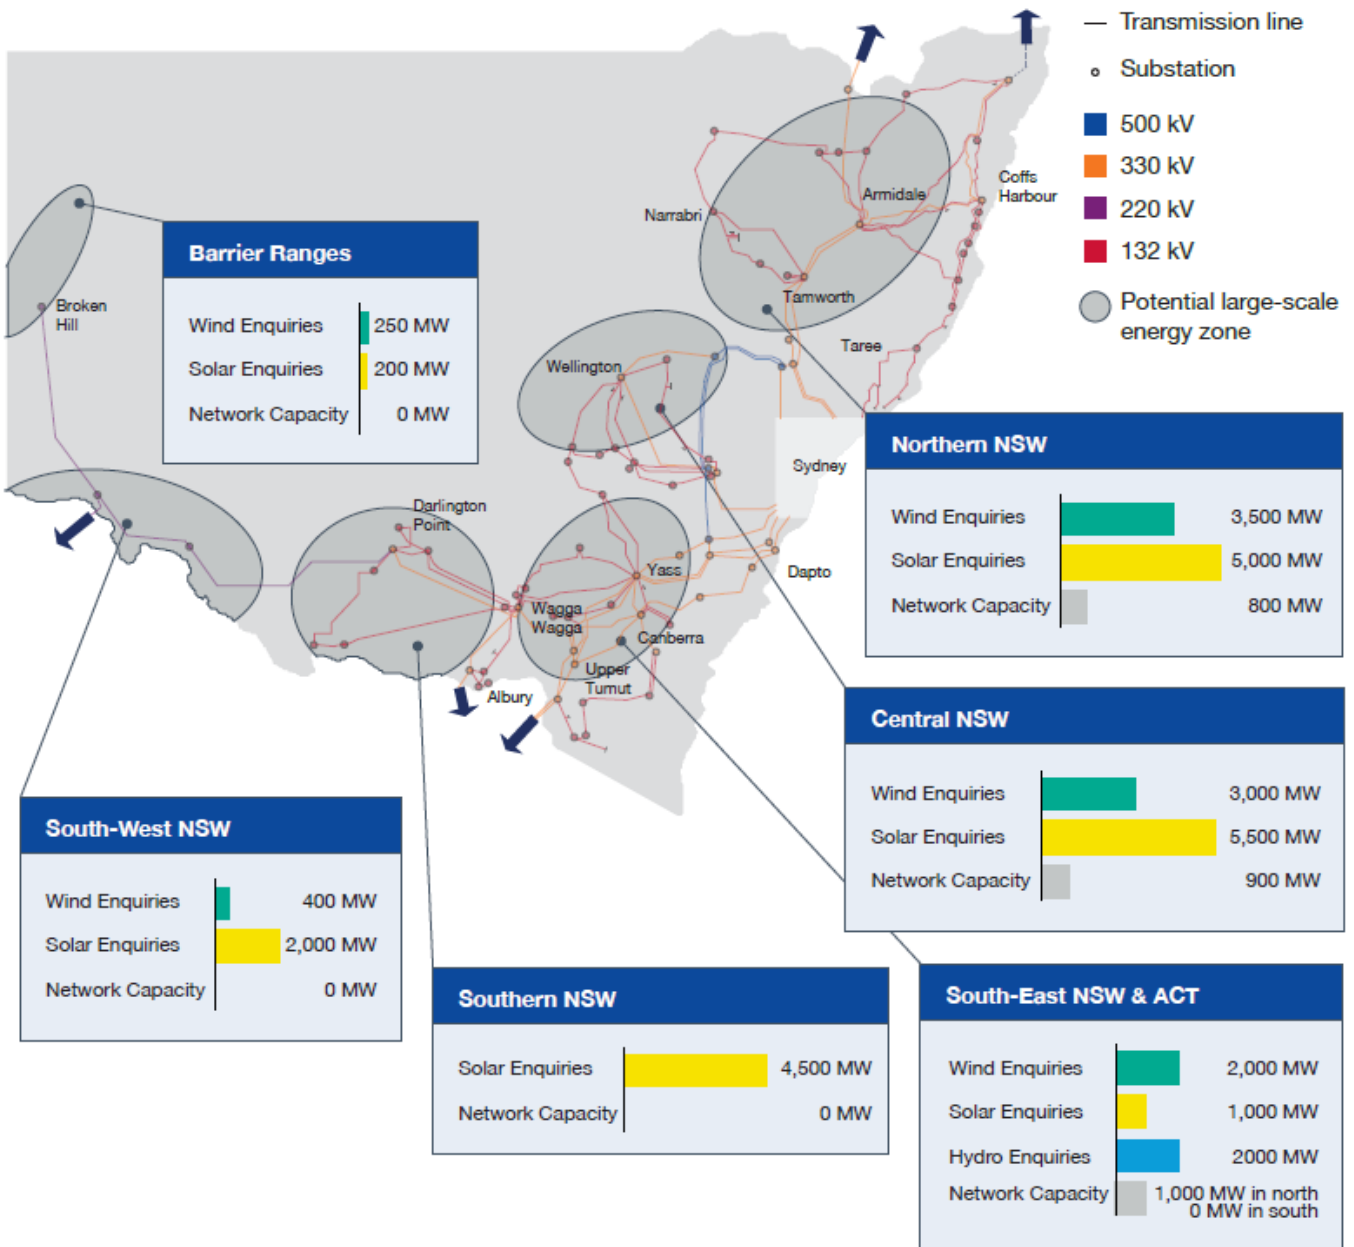 Transmission line
Substation
500 kV
330 kV
220 kV
132 kV
Potential large-scale
energy zone
Coffs
Harbour
Armidale
Narrabri
Tamworth
Taree
Broken
Hill
Wellington
Sydney
Darlington
Point
Yass
Dapto
Wagga
Wagga
Canberra
Upper
Tumut
Albury
Barrier Ranges
Wind Enquiries 250 MW
Solar Enquiries 200 MW
Network Capacity 0 MW
Northern NSW
Wind Enquiries 3,500 MW
Solar Enquiries 5,000 MW
Network Capacity 800 MW
Central NSW
Wind Enquiries 3,000 MW
Solar Enquiries 5,500 MW
Network Capacity 900 MW
South-West NSW
Wind Enquiries 400 MW
Solar Enquiries 2,000 MW
Network Capacity 0 MW
Southern NSW
Solar Enquiries 4,500 MW
Network Capacity 0 MW
South-East NSW & ACT
Wind Enquiries 2,000 MW
Solar Enquiries 1,000 MW
Hydro Enquiries 2000 MW
Network Capacity 1,000 MW in north
0 MW in south